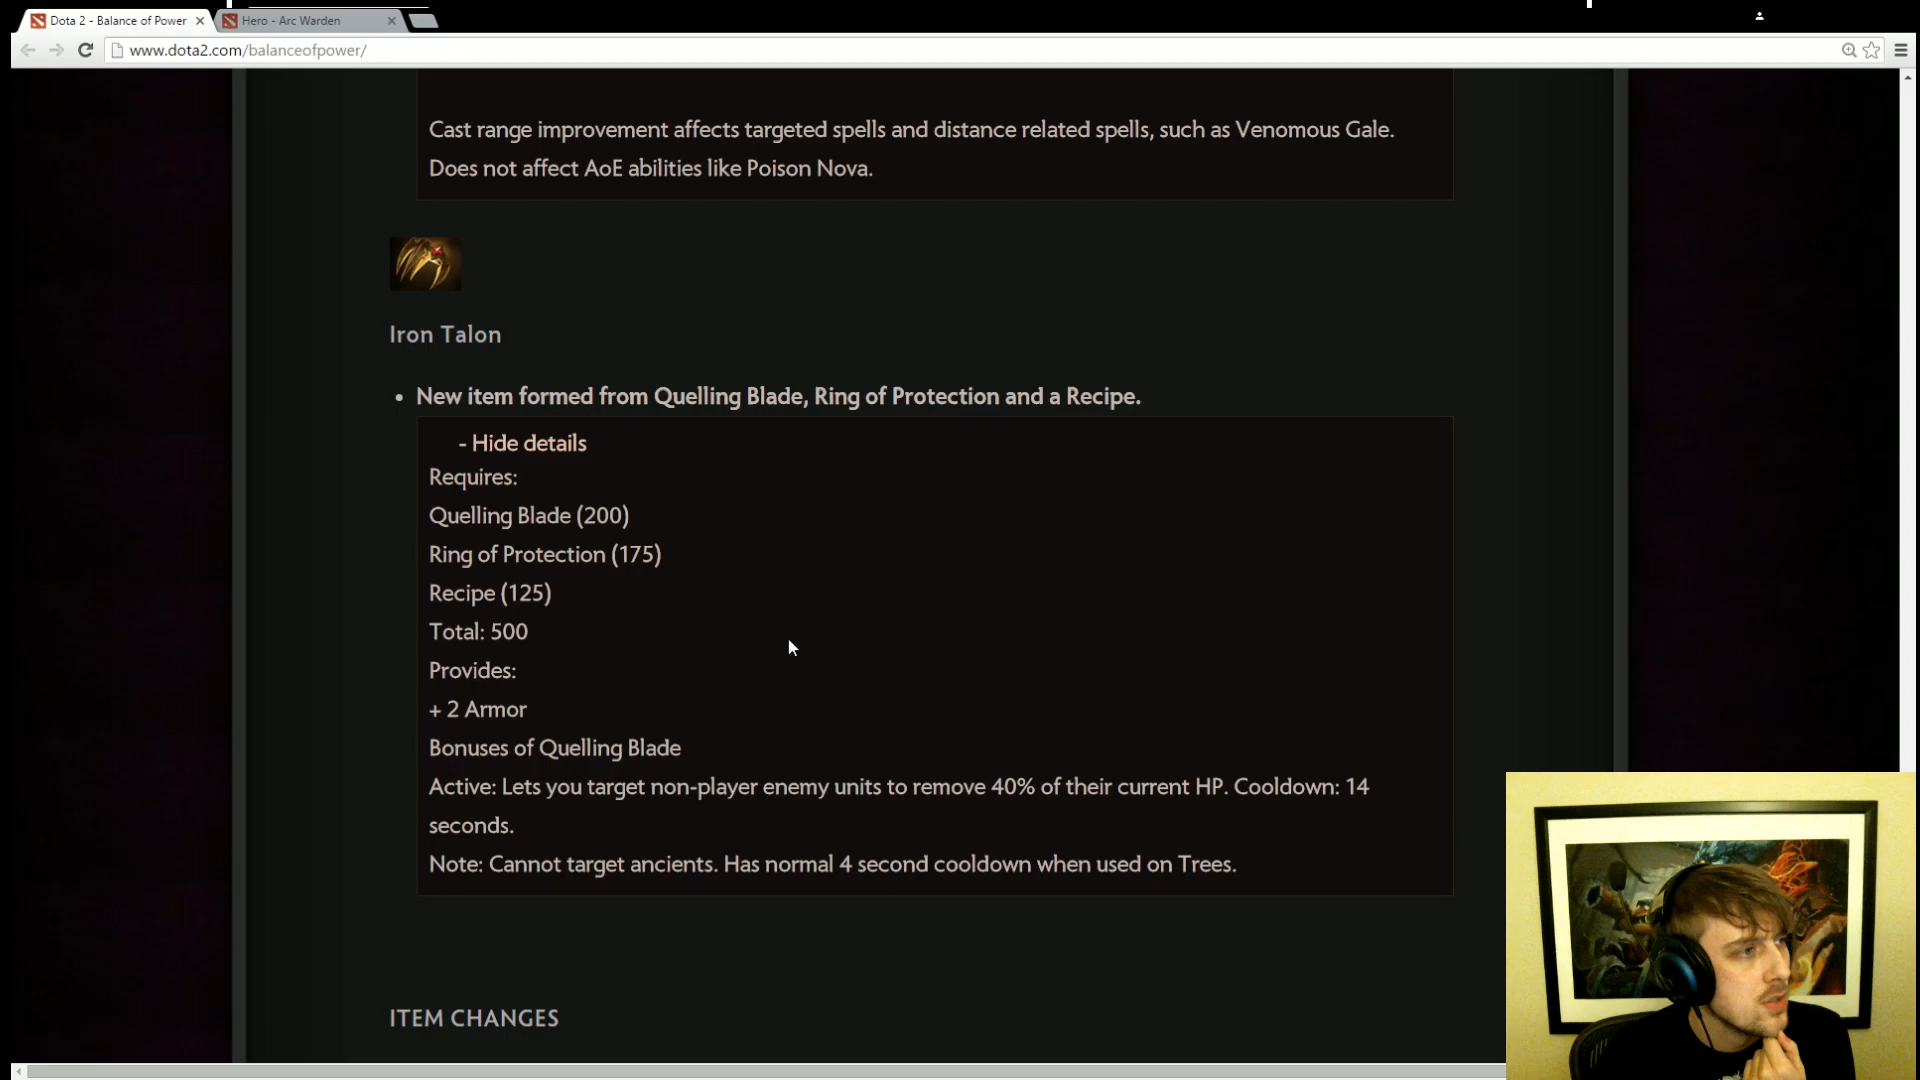 Dota 2 - Balance of Power
Hero - Arc Warden
www.dota2.com/balanceofpower/
Cast range improvement affects targeted spells and distance related spells, such as Venomous Gale.
Does not affect AoE abilities like Poison Nova.
Iron Talon
• New item formed from Quelling Blade, Ring of Protection and a Recipe.
- Hide details
Requires:
Quelling Blade (200)
Ring of Protection (175)
Recipe (125)
Total: 500
Provides:
+ 2 Armor
Bonuses of Quelling Blade
Active: Lets you target non-player enemy units to remove 40% of their current HP. Cooldown: 14
seconds.
Note: Cannot target ancients. Has normal 4 second cooldown when used on Trees.
ITEM CHANGES